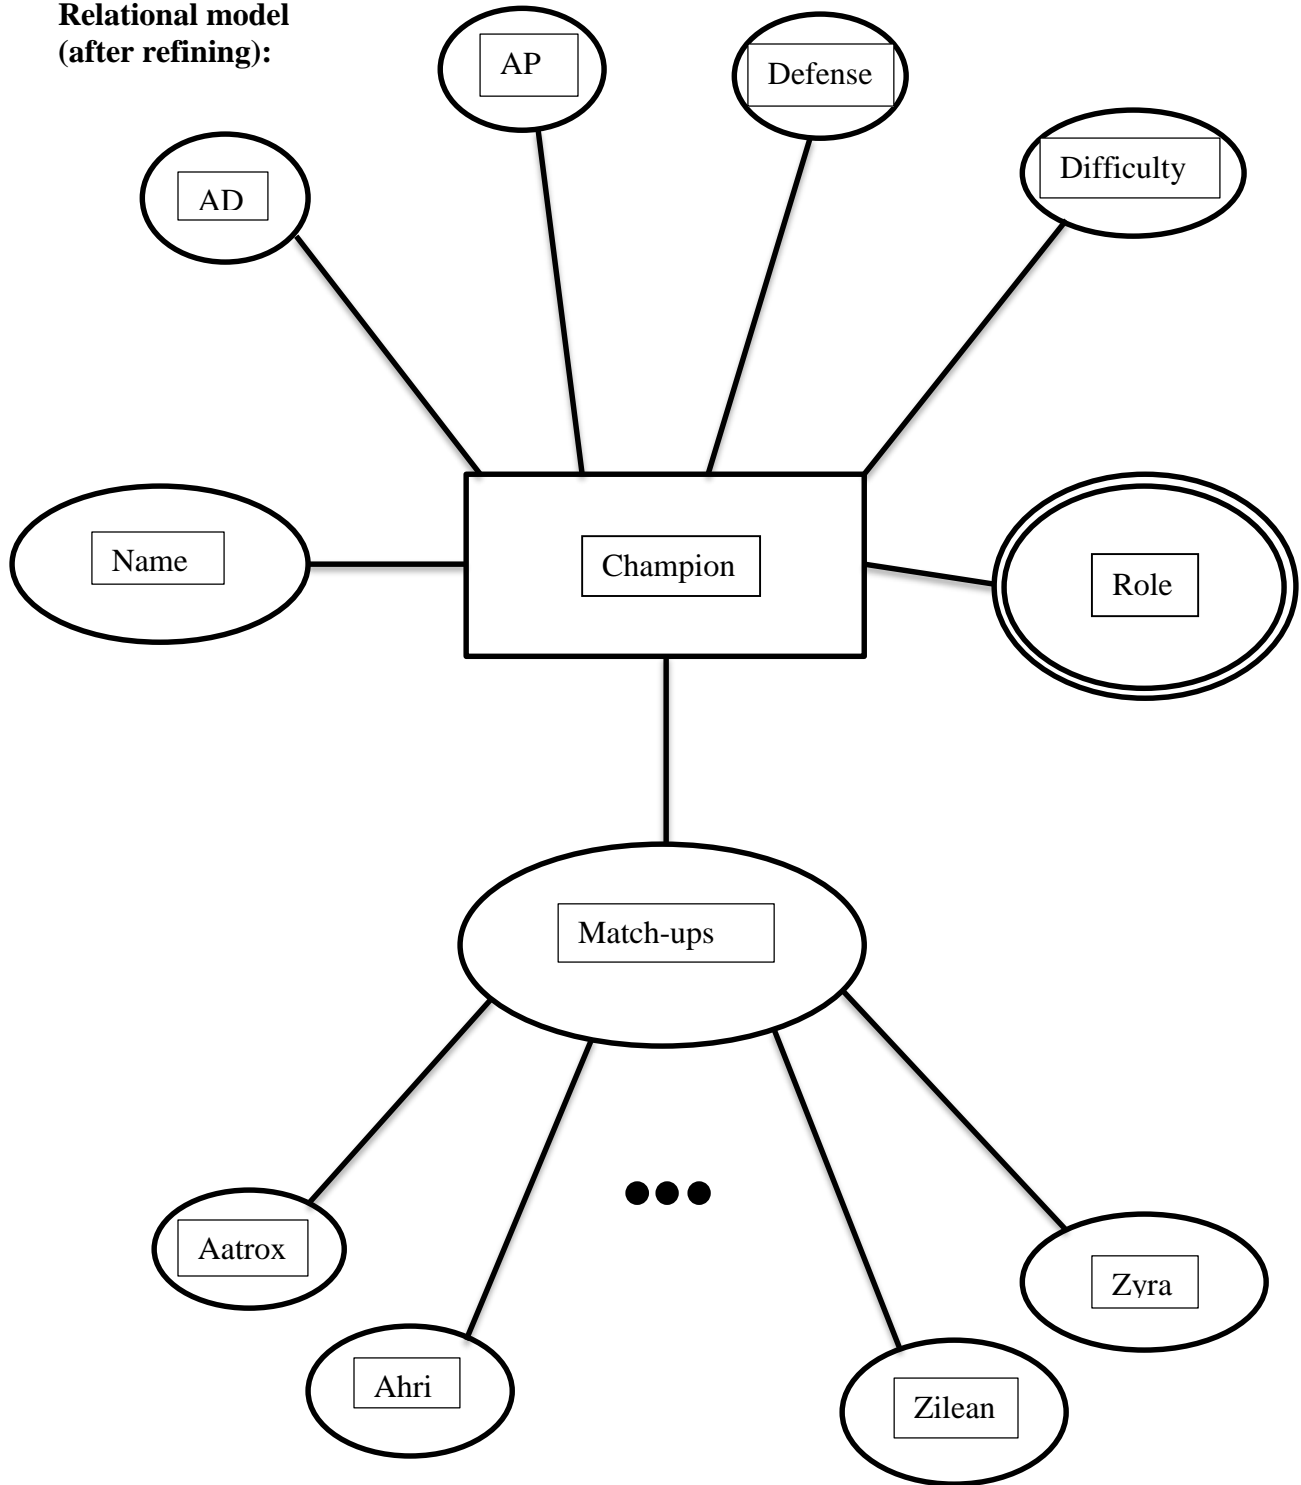 Relational model
(after refining):
AP
Defense
Difficulty
AD
Name
Champion
Role
Match-ups
Aatrox
Zyra
Ahri
Zilean